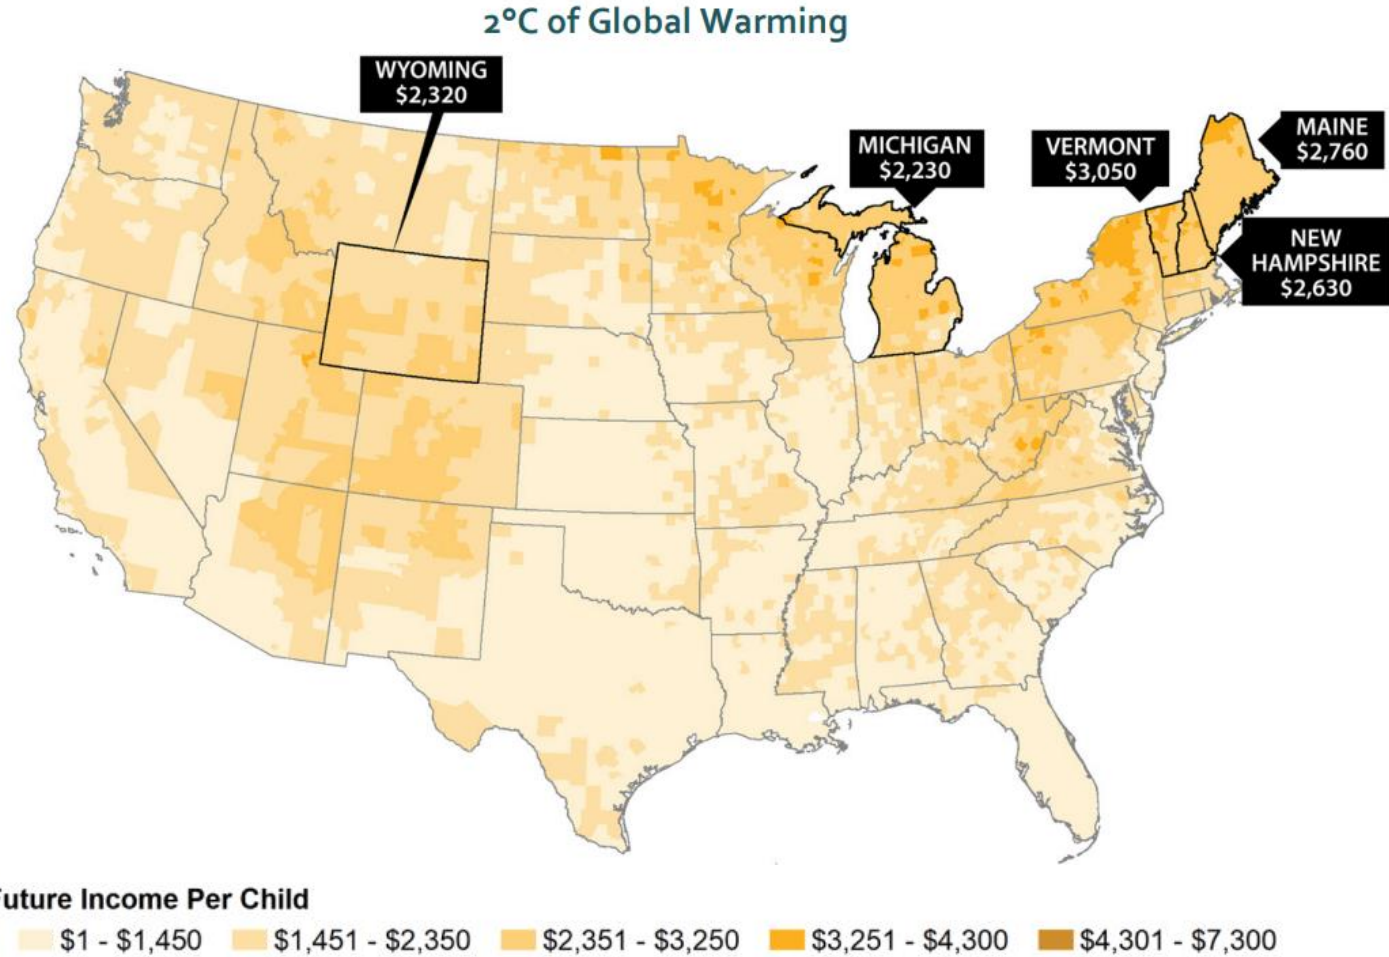 2°C of Global Warming
WYOMING
$2,320
MICHIGAN
$2,230
VERMONT
$3,050
MAINE
$2,760
NEW
HAMPSHIRE
$2,630
Future Income Per Child
$1 - $1,450 $1,451 - $2,350 $2,351 - $3,250 $3,251 - $4,300 $4,301 - $7,300